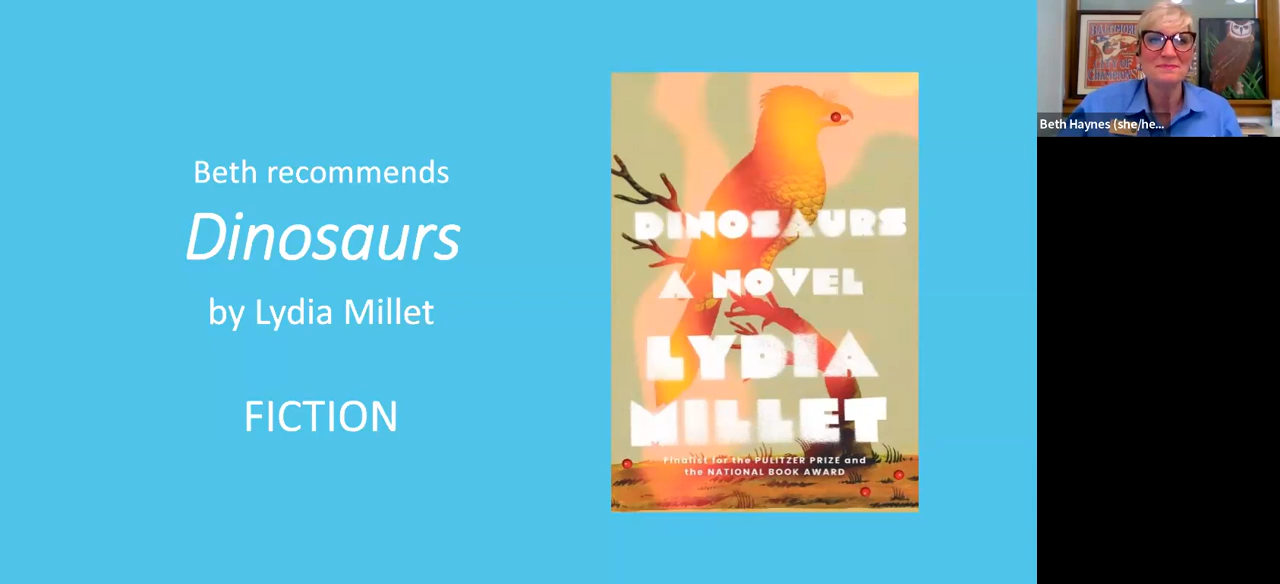 Beth recommends
Dinosaurs
by Lydia Millet
FICTION
DINOSAURS
A NOVEL
LYDIA
MILLET
Finalist for the PULITZER PRIZE and
the NATIONAL BOOK AWARD
Beth Haynes (she/he...